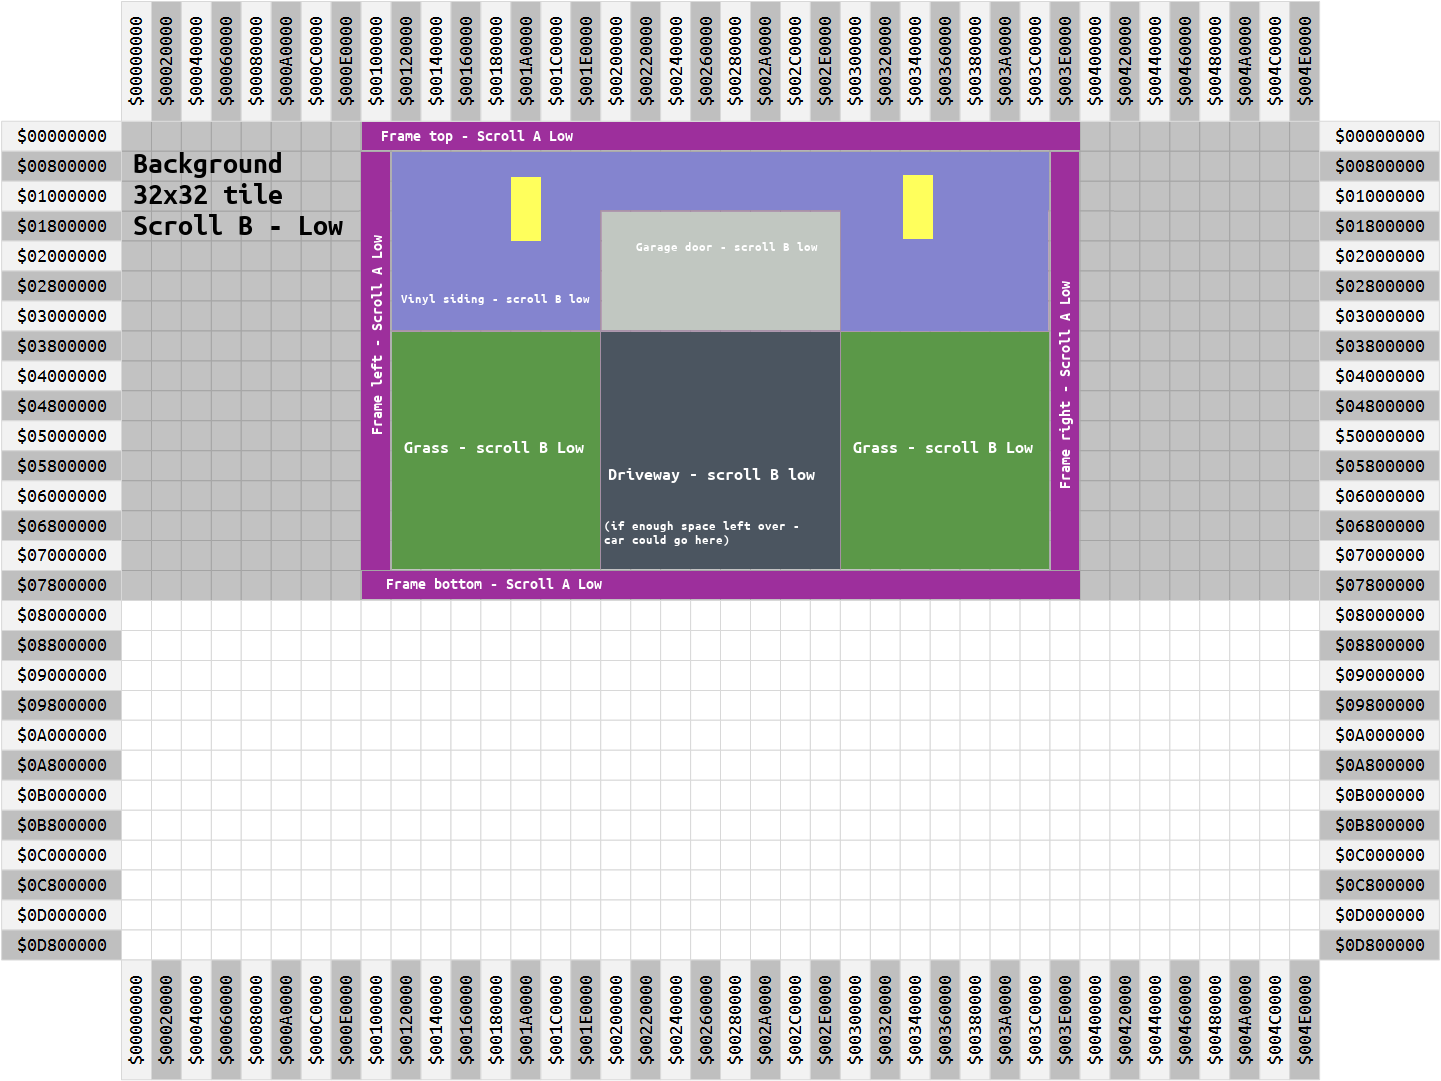 $00000000 $00020000 $00040000 $00060000 $00080000 $000A0000 $000C0000 $000E0000 $00100000 $00120000 $00140000 $00160000 $00180000 $001A0000 $001C0000 $001E0000 $00200000 $00220000 $00240000 $00260000 $00280000 $002A0000 $002C0000 $002E0000 $00300000 $00320000 $00340000 $00360000 $00380000 $003A0000 $003C0000 $003E0000 $00400000 $00420000 $00440000 $00460000 $00480000 $004A0000 $004C0000 $004E0000
$00000000 Frame top - Scroll A Low $00000000
$00800000 Background $00800000
$01000000 32x32 tile $01000000
$01800000 Scroll B - Low $01800000
$02000000 Garage door - scroll B low $02000000
$02800000 Vinyl siding - scroll B low $02800000
$03000000 $03000000
Frame left - Scroll A Low
Frame right - Scroll A Low
$03800000 $03800000
$04000000 $04000000
$04800000 $04800000
$05000000 Grass - scroll B Low Grass - scroll B Low $50000000
$05800000 Driveway - scroll B low $05800000
$06000000 $06000000
$06800000 (if enough space left over - $06800000
$07000000 car could go here) $07000000
$07800000 Frame bottom - Scroll A Low $07800000
$08000000 $08000000
$08800000 $08800000
$09000000 $09000000
$09800000 $09800000
$0A000000 $0A000000
$0A800000 $0A800000
$0B000000 $0B000000
$0B800000 $0B800000
$0C000000 $0C000000
$0C800000 $0C800000
$0D000000 $0D000000
$0D800000 $0D800000
$00000000 $00020000 $00040000 $00060000 $00080000 $000A0000 $000C0000 $000E0000 $00100000 $00120000 $00140000 $00160000 $00180000 $001A0000 $001C0000 $001E0000 $00200000 $00220000 $00240000 $00260000 $00280000 $002A0000 $002C0000 $002E0000 $00300000 $00320000 $00340000 $00360000 $00380000 $003A0000 $003C0000 $003E0000 $00400000 $00420000 $00440000 $00460000 $00480000 $004A0000 $004C0000 $004E0000